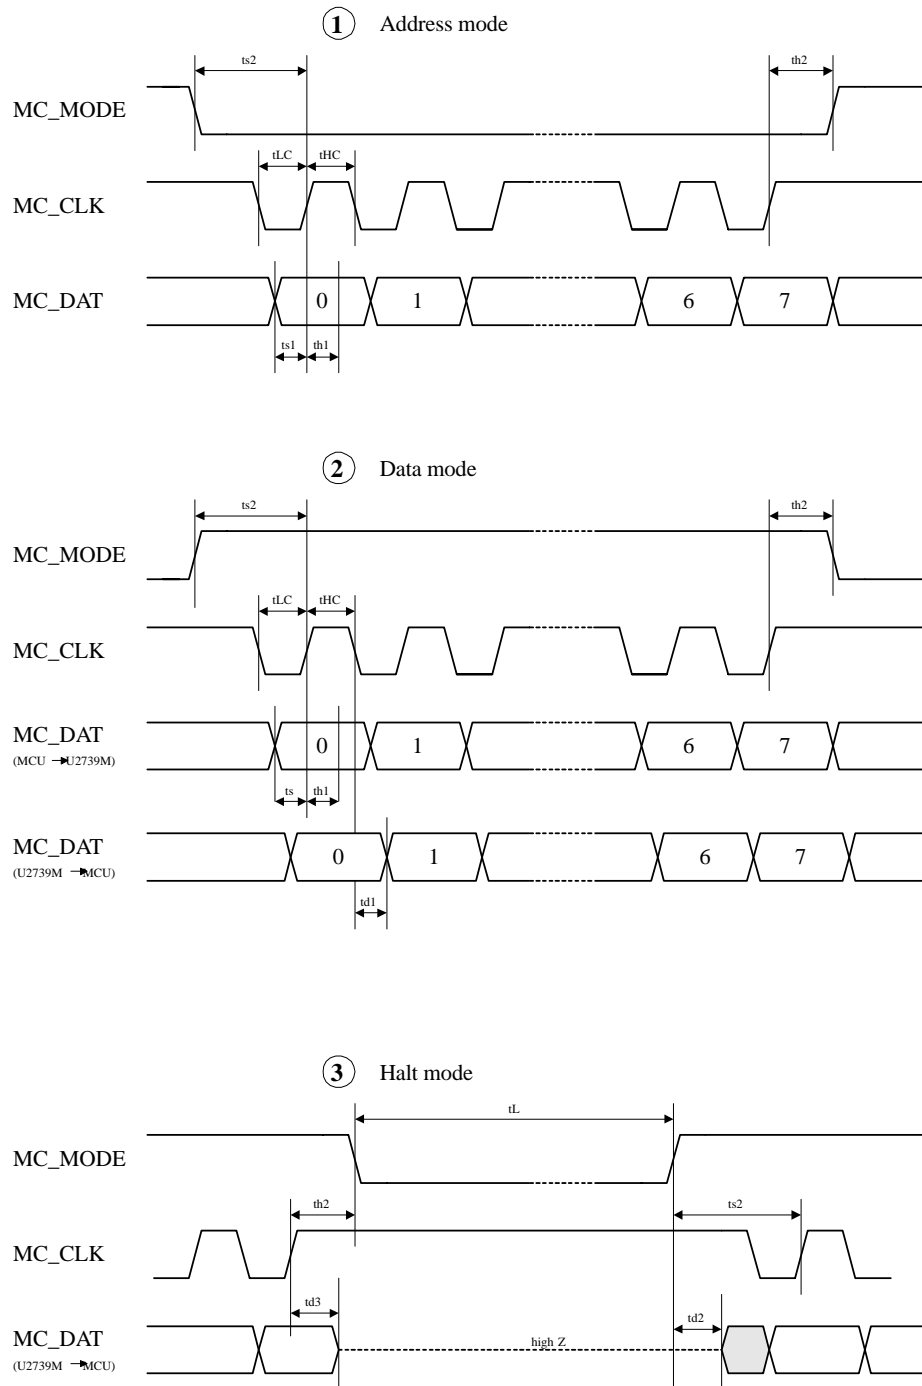 1 Address mode
ts2 th2
MC_MODE
tLC tHC
MC_CLK
MC_DAT 0 1 6 7
ts1 th1
2 Data mode
ts2 th2
MC_MODE
tLC tHC
MC_CLK
MC_DAT 0 1 6 7
(MCU → U2739M)
ts th1
MC_DAT 0 1 6 7
(U2739M → MCU)
td1
3 Halt mode
tL
MC_MODE
th2 ts2
MC_CLK
td3 td2
MC_DAT high Z
(U2739M → MCU)